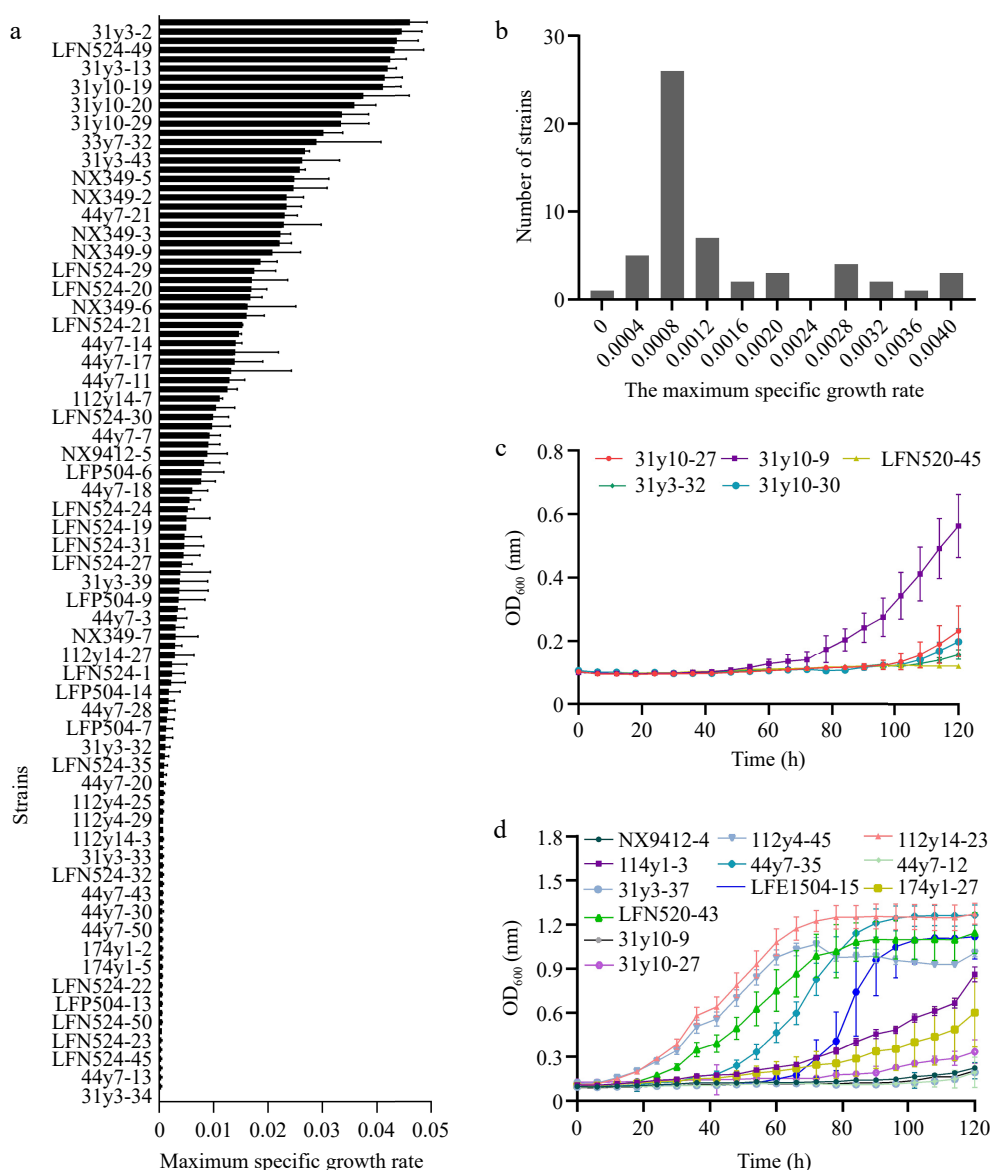 a
Strains
31y3-2
LFN524-49
31y3-13
31y10-19
31y10-20
31y10-29
33y7-32
31y3-43
NX349-5
NX349-2
44y7-21
NX349-3
NX349-9
LFN524-29
LFN524-20
NX349-6
LFN524-21
44y7-14
44y7-17
44y7-11
112y14-7
LFN524-30
44y7-7
NX9412-5
LFP504-6
44y7-18
LFN524-24
LFN524-19
LFN524-31
LFN524-27
31y3-39
LFP504-9
44y7-3
NX349-7
112y14-27
LFN524-1
LFP504-14
44y7-28
LFP504-7
31y3-32
LFN524-35
44y7-20
112y4-25
112y4-29
112y14-3
31y3-33
LFN524-32
44y7-43
44y7-30
44y7-50
174y1-2
174y1-5
LFN524-22
LFP504-13
LFN524-50
LFN524-23
LFN524-45
44y7-13
31y3-34
0 0.01 0.02 0.03 0.04 0.05
Maximum specific growth rate
b
Number of strains
30
20
10
0
0 0.0004 0.0008 0.0012 0.0016 0.0020 0.0024 0.0028 0.0032 0.0036 0.0040
The maximum specific growth rate
c
31y10-27 31y10-9 LFN520-45
31y3-32 31y10-30
OD600 (nm)
0.8
0.6
0.4
0.2
0
0 20 40 60 80 100 120
Time (h)
d
NX9412-4 112y4-45 112y14-23
114y1-3 44y7-35 44y7-12
31y3-37 LFE1504-15 174y1-27
LFN520-43
31y10-9
31y10-27
OD600 (nm)
1.8
1.5
1.2
0.9
0.6
0.3
0
0 20 40 60 80 100 120
Time (h)